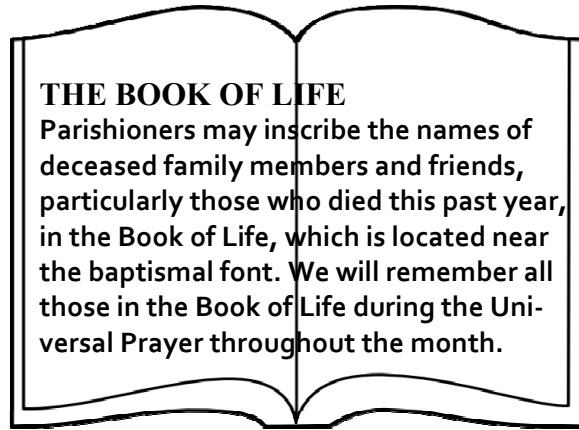 THE BOOK OF LIFE
Parishioners may inscribe the names of
deceased family members and friends,
particularly those who died this past year,
in the Book of Life, which is located near
the baptismal font. We will remember all
those in the Book of Life during the Uni-
versal Prayer throughout the month.